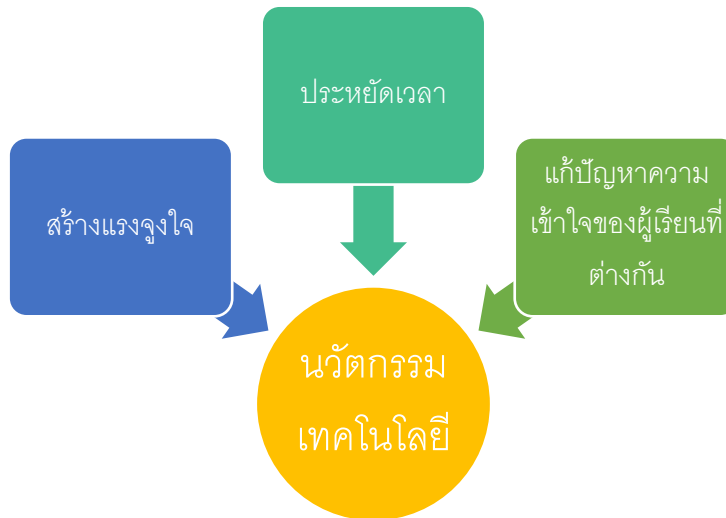 ประหยัดเวลา
สร้างแรงจูงใจ
แก้ปัญหาความ
เข้าใจของผู้เรียนที่
ต่างกัน
นวัตกรรม
เทคโนโลยี